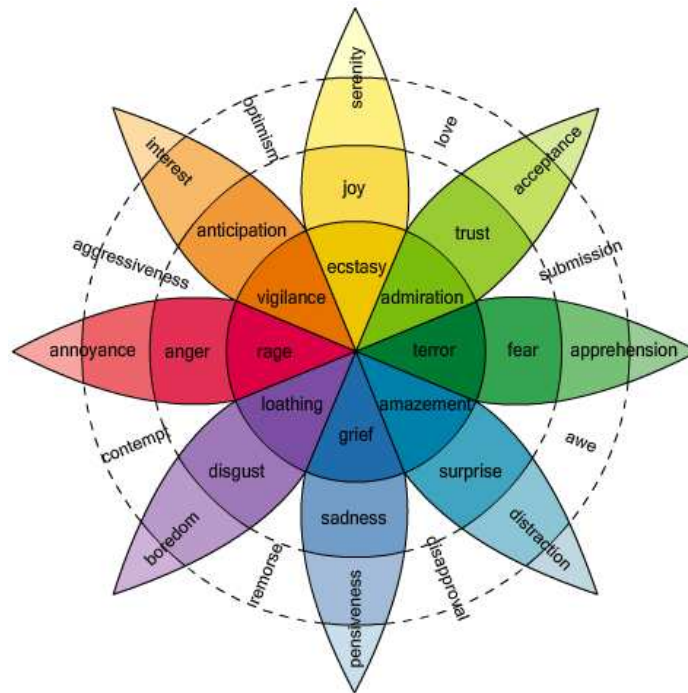 serenity
optimism
love
interest
acceptance
joy
anticipation
trust
aggressiveness
submission
ecstasy
vigilance
admiration
annoyance
anger
rage
terror
fear
apprehension
loathing
amazement
contempt
grief
awe
disgust
surprise
boredom
sadness
distraction
remorse
disapproval
pensiveness